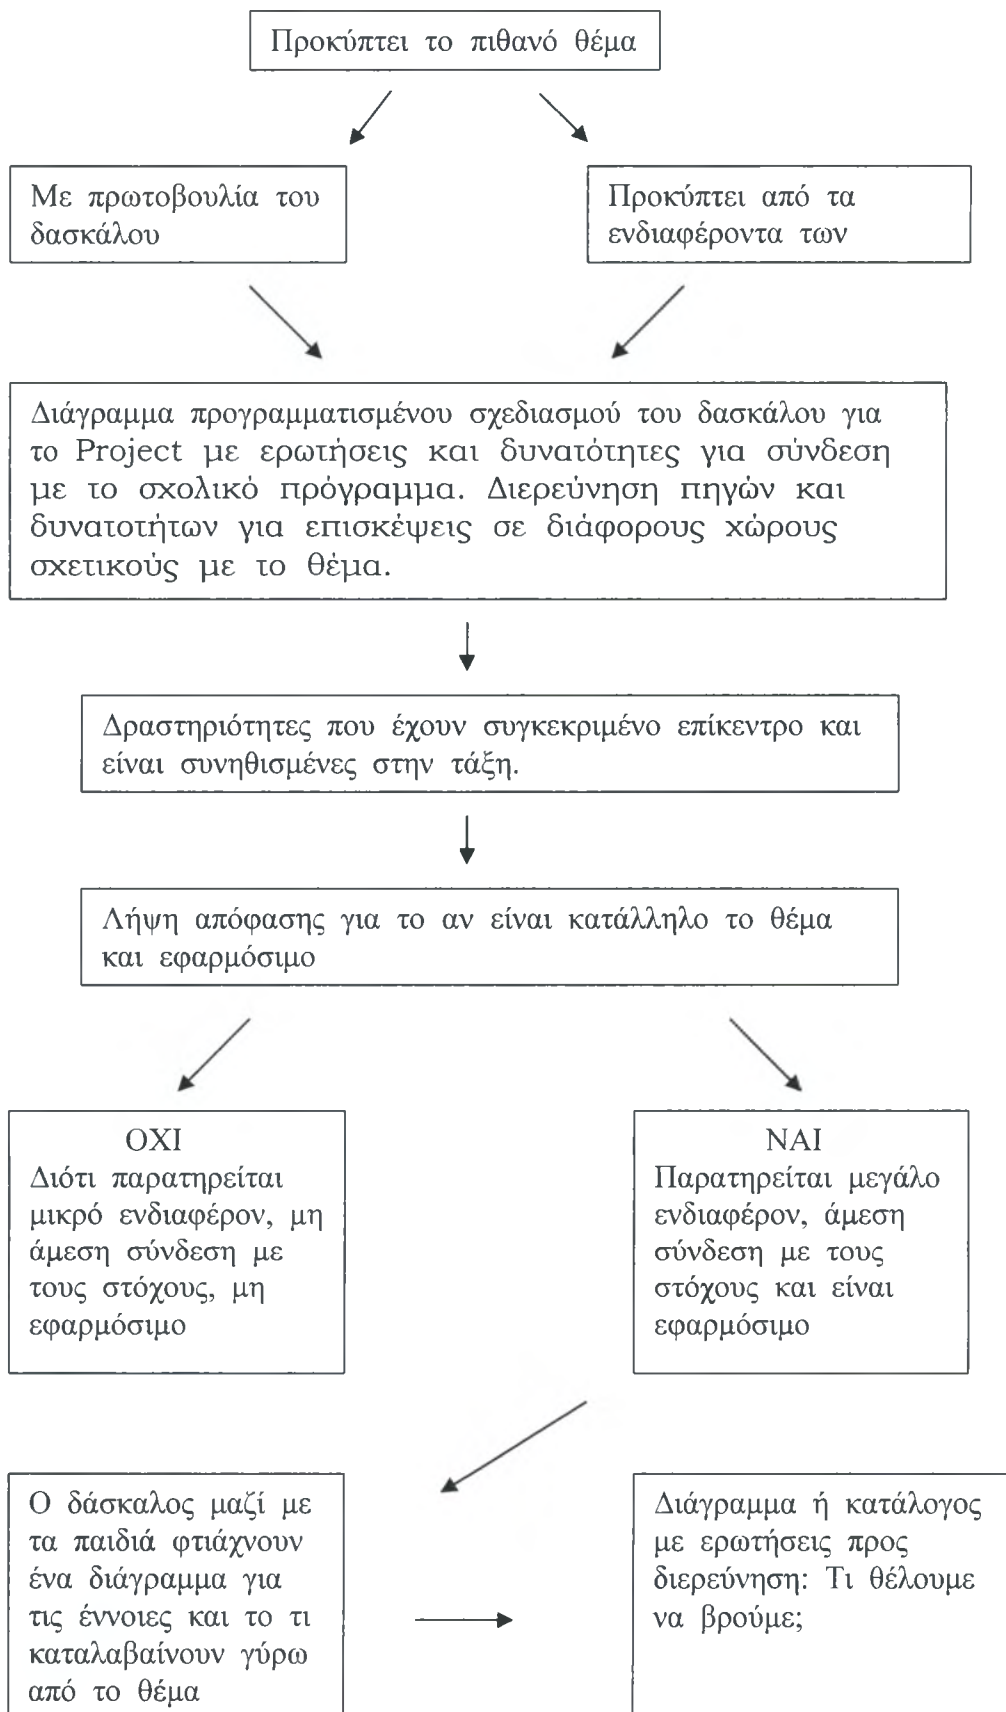 Προκύπτει το πιθανό θέμα
Με πρωτοβουλία του
δασκάλου
Προκύπτει από τα
ενδιαφέροντα των
Διάγραμμα προγραμματισμένου σχεδιασμού του δασκάλου για
το Project με ερωτήσεις και δυνατότητες για σύνδεση
με το σχολικό πρόγραμμα. Διερεύνηση πηγών και
δυνατοτήτων για επισκέψεις σε διάφορους χώρους
σχετικούς με το θέμα.
Δραστηριότητες που έχουν συγκεκριμένο επίκεντρο και
είναι συνηθισμένες στην τάξη.
Λήψη απόφασης για το αν είναι κατάλληλο το θέμα
και εφαρμόσιμο
ΟΧΙ
Διότι παρατηρείται
μικρό ενδιαφέρον, μη
άμεση σύνδεση με
τους στόχους, μη
εφαρμόσιμο
ΝΑΙ
Παρατηρείται μεγάλο
ενδιαφέρον, άμεση
σύνδεση με τους
στόχους και είναι
εφαρμόσιμο
Ο δάσκαλος μαζί με
τα παιδιά φτιάχνουν
ένα διάγραμμα για
τις έννοιες και το τι
καταλαβαίνουν γύρω
από το θέμα
Διάγραμμα ή κατάλογος
με ερωτήσεις προς
διερεύνηση: Τι θέλουμε
να βρούμε;